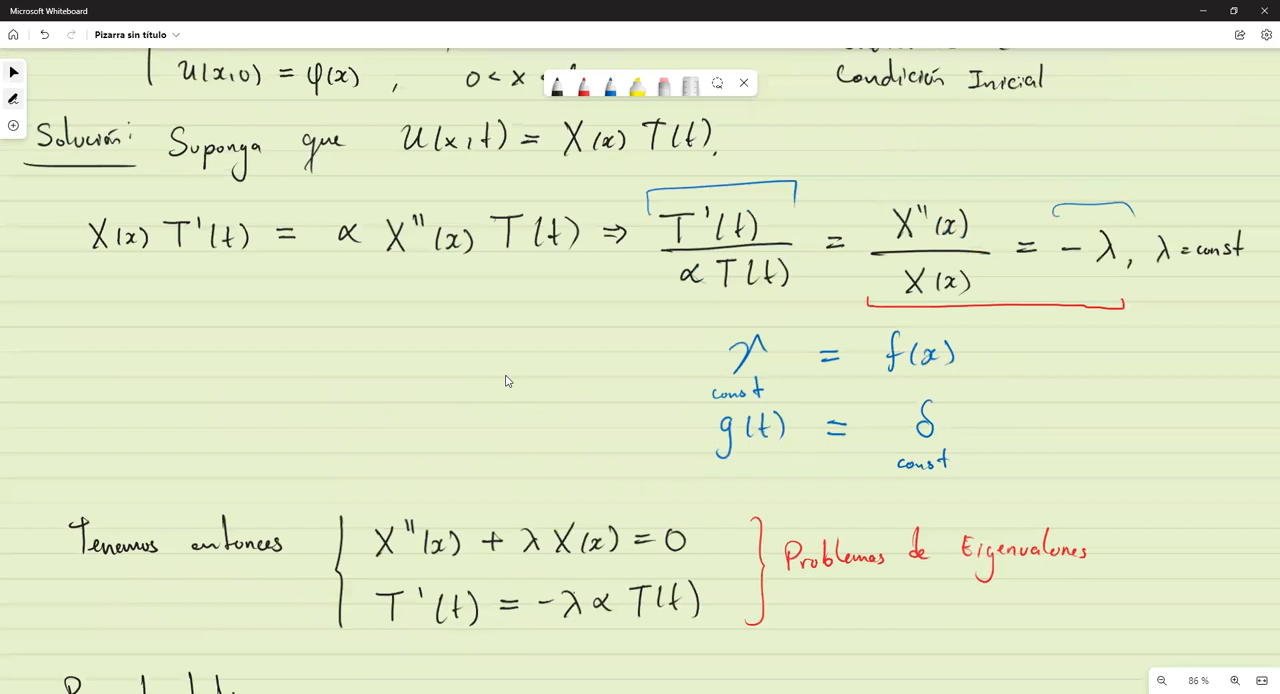 Microsoft Whiteboard
Pizarra sin título
u(x,0) = φ(x) , 0 < x <
Condición Inicial
Solución: Suponga que u(x,t) = X(x) T(t).
X(x) T'(t) = α X''(x) T(t) ⇒ T'(t) / α T(t) = X''(x) / X(x) = -λ, λ = const
γ = f(x)
const
g(t) = δ
const
Tenemos entonces { X''(x) + λ X(x) = 0
T'(t) = -λ α T(t) } Problemas de Eigenvalores
86 %